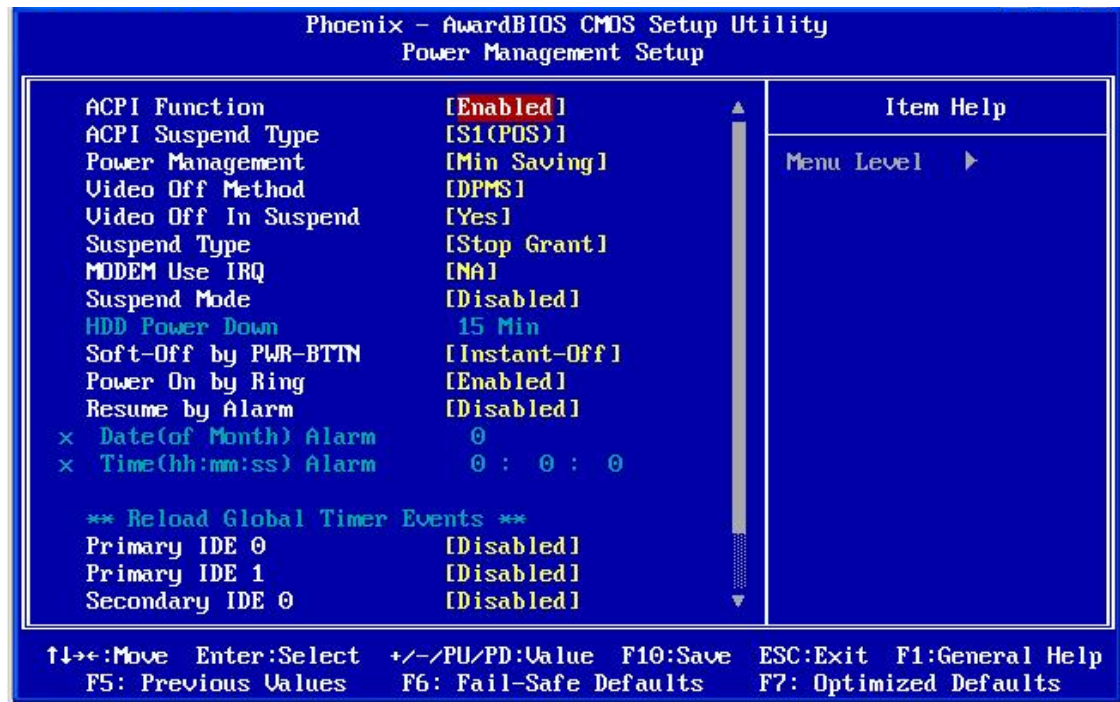 Phoenix - AwardBIOS CMOS Setup Utility
Power Management Setup
ACPI Function [Enabled]
ACPI Suspend Type [S1(POS)]
Power Management [Min Saving]
Video Off Method [DPMS]
Video Off In Suspend [Yes]
Suspend Type [Stop Grant]
MODEM Use IRQ [NA]
Suspend Mode [Disabled]
HDD Power Down 15 Min
Soft-Off by PWR-BTTN [Instant-Off]
Power On by Ring [Enabled]
Resume by Alarm [Disabled]
x Date(of Month) Alarm 0
x Time(hh:mm:ss) Alarm 0 : 0 : 0
** Reload Global Timer Events **
Primary IDE 0 [Disabled]
Primary IDE 1 [Disabled]
Secondary IDE 0 [Disabled]
Item Help
Menu Level ▶
↑↓→←:Move Enter:Select +/-/PU/PD:Value F10:Save ESC:Exit F1:General Help
F5: Previous Values F6: Fail-Safe Defaults F7: Optimized Defaults